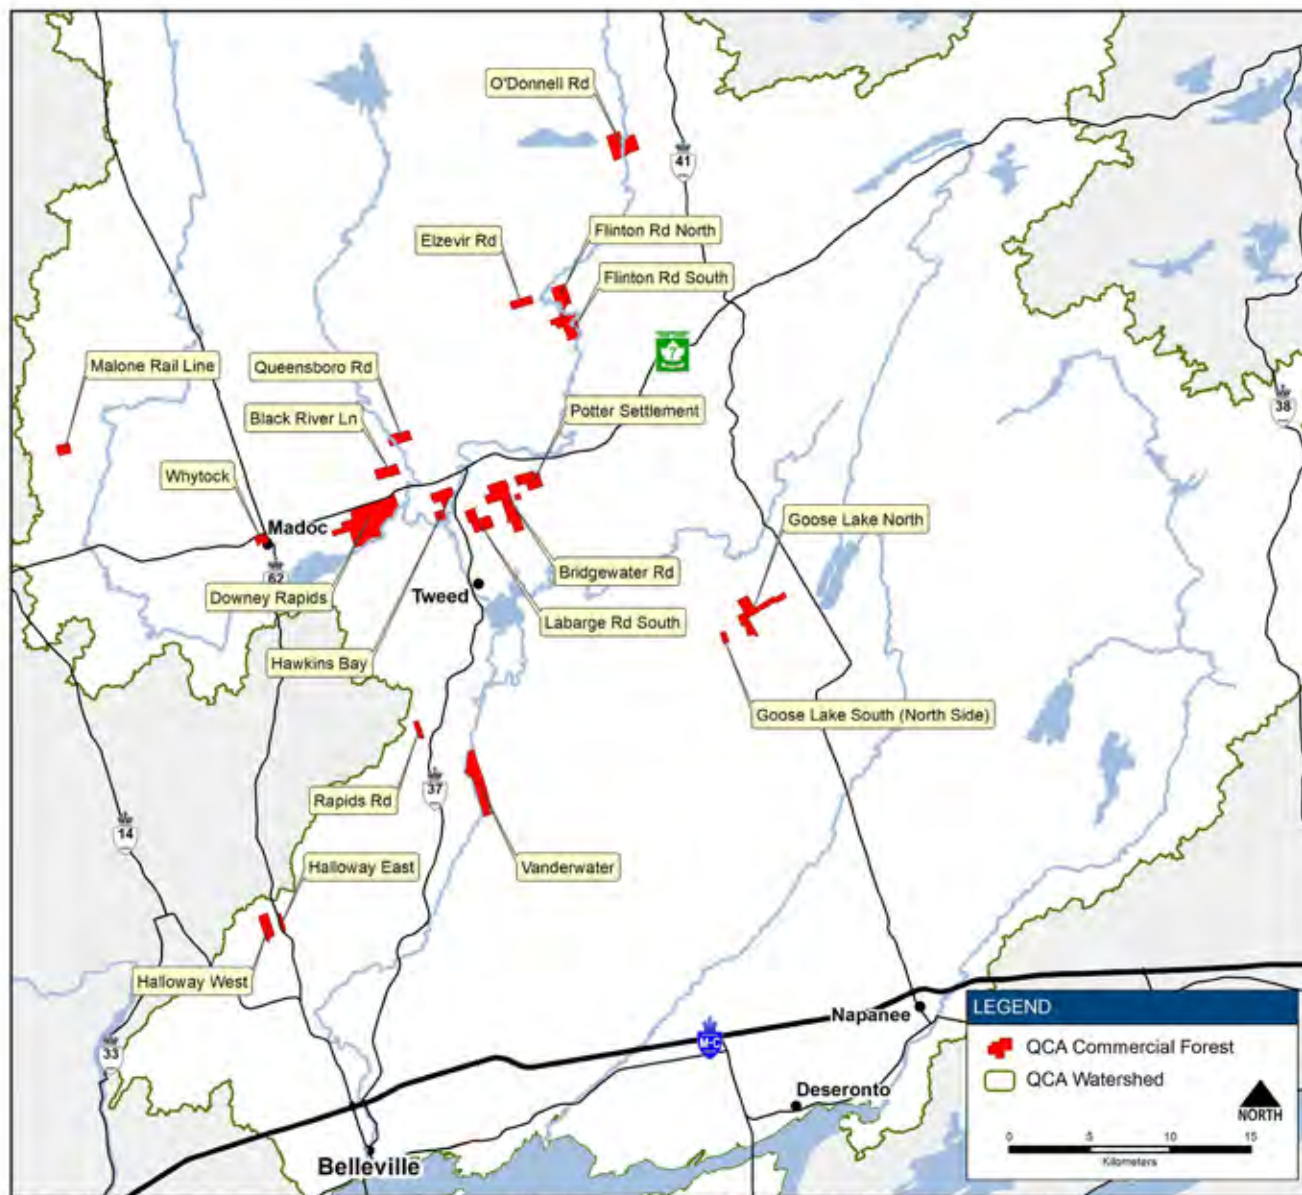 O'Donnell Rd
41
Flinton Rd North
Elzevir Rd
Flinton Rd South
7
Malone Rail Line
Queensboro Rd
Potter Settlement
Black River Ln
38
Whytock
Madoc
Goose Lake North
62
Downey Rapids
Tweed
Bridgewater Rd
Labarge Rd South
Hawkins Bay
Goose Lake South (North Side)
37
Rapids Rd
14
Halloway East
Vanderwater
Halloway West
Napanee
33
M-C
Deseronto
Belleville
LEGEND
QCA Commercial Forest
QCA Watershed
NORTH
0 5 10 15
Kilometers